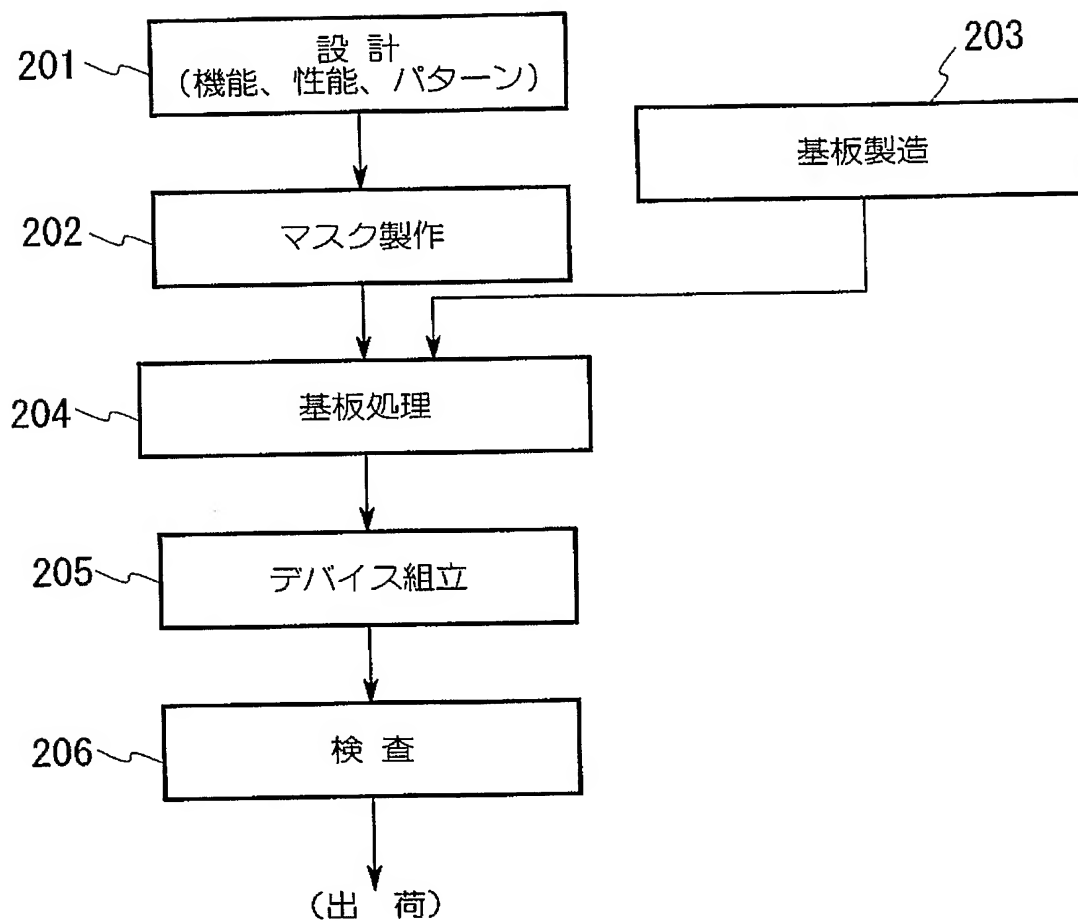 201
設 計
(機能、性能、パターン)
203
基板製造
202
マスク製作
204
基板処理
205
デバイス組立
206
検 査
(出 荷)